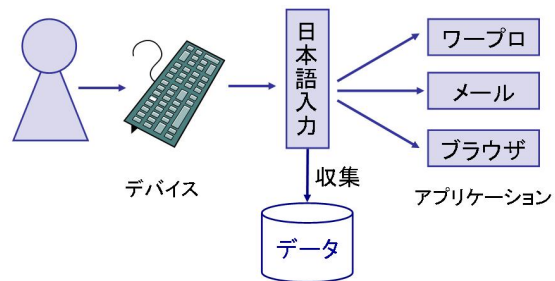 デバイス
日本語入力
収集
データ
ワープロ
メール
ブラウザ
アプリケーション